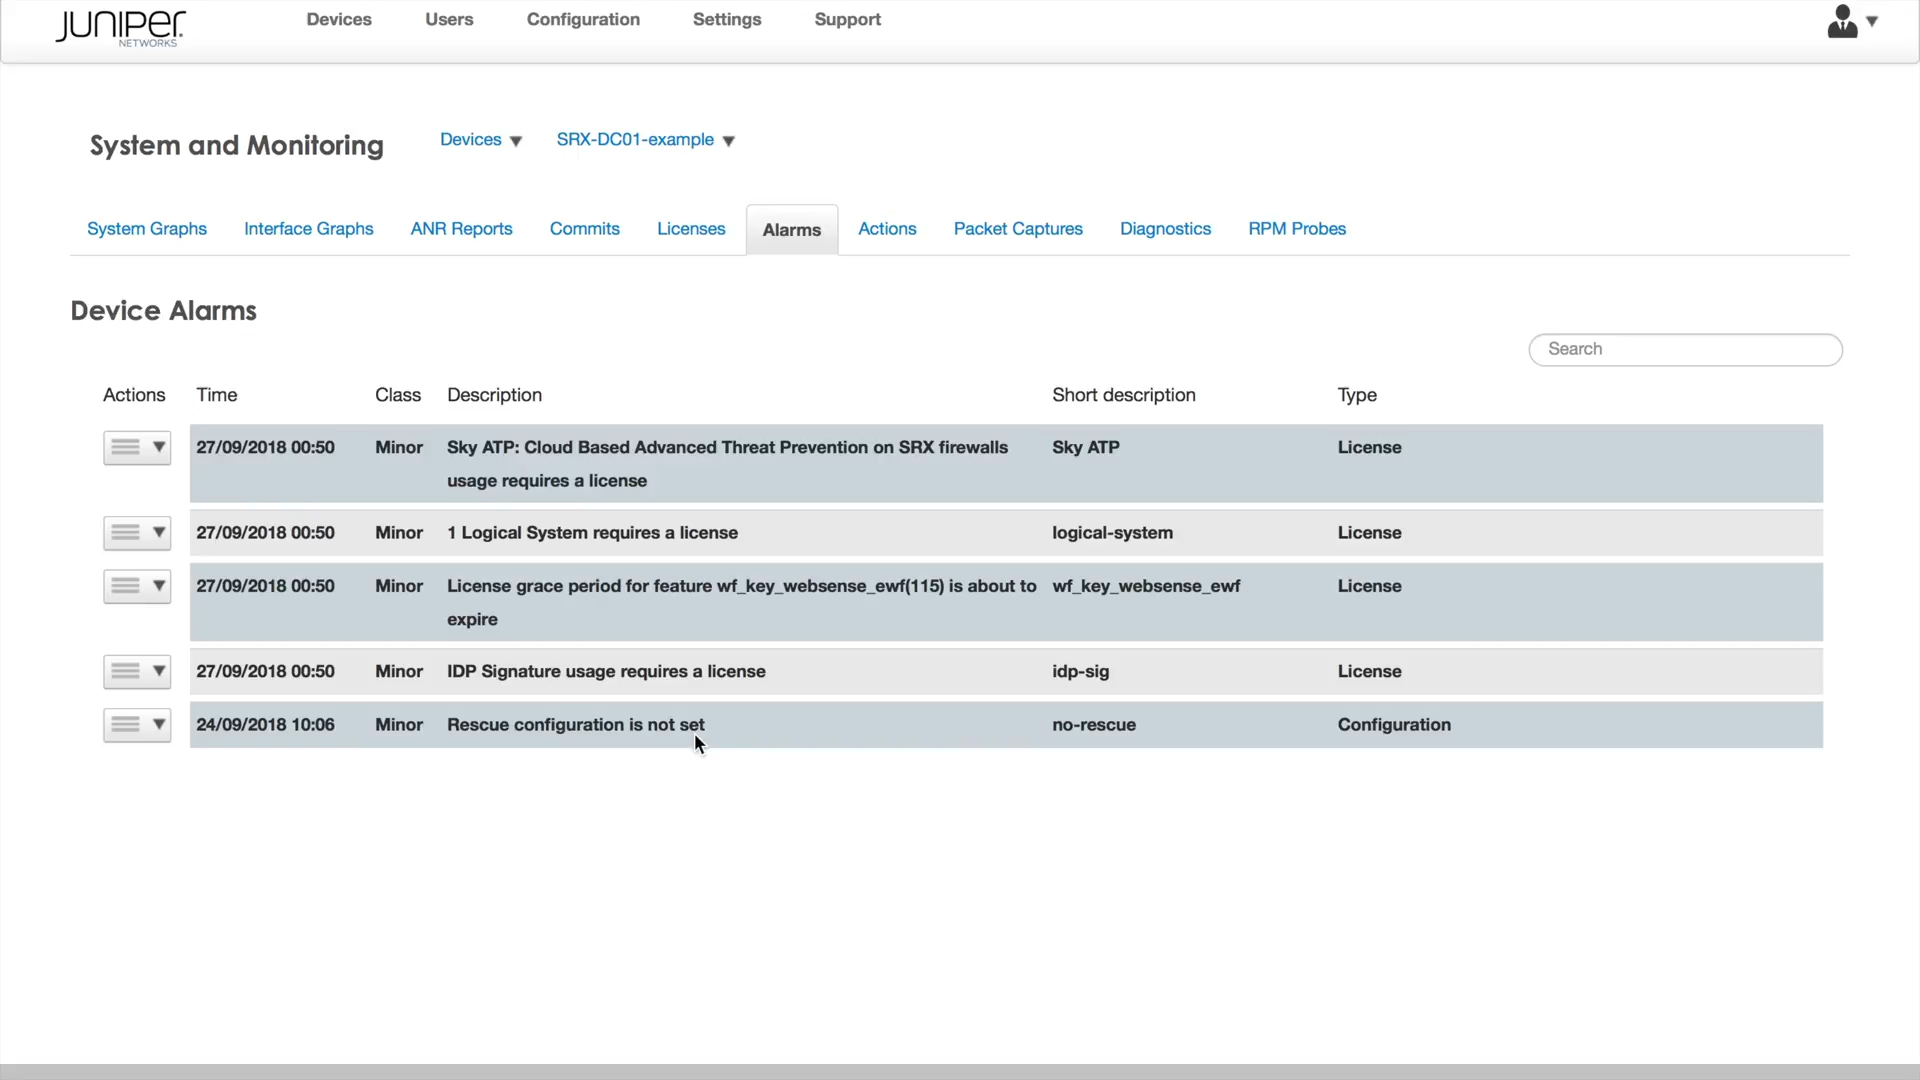 JUNIPER
NETWORKS
Devices Users Configuration Settings Support
System and Monitoring Devices SRX-DC01-example
System Graphs Interface Graphs ANR Reports Commits Licenses Alarms Actions Packet Captures Diagnostics RPM Probes
Device Alarms
Search
Actions Time Class Description Short description Type
27/09/2018 00:50 Minor Sky ATP: Cloud Based Advanced Threat Prevention on SRX firewalls Sky ATP License
usage requires a license
27/09/2018 00:50 Minor 1 Logical System requires a license logical-system License
27/09/2018 00:50 Minor License grace period for feature wf_key_websense_ewf(115) is about to wf_key_websense_ewf License
expire
27/09/2018 00:50 Minor IDP Signature usage requires a license idp-sig License
24/09/2018 10:06 Minor Rescue configuration is not set no-rescue Configuration